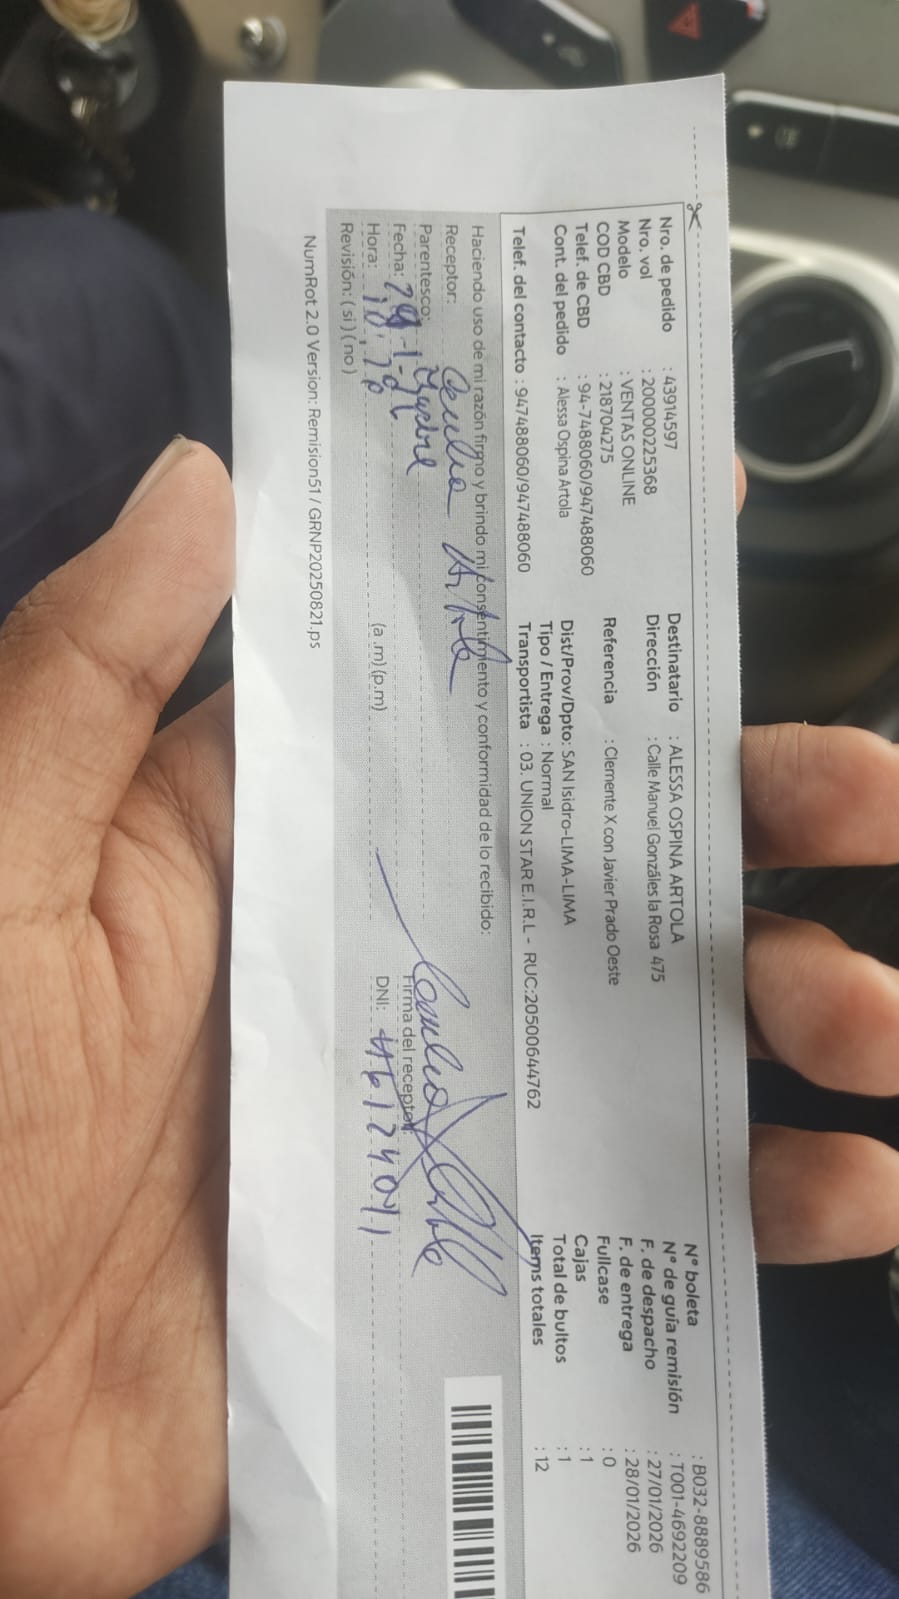 Nro. de pedido : 43914597
Nro. vol : 200000225368
Modelo : VENTAS ONLINE
COD CBD : 218704275
Telef. de CBD : 94-7488060/947488060
Cont. del pedido : Alessa Ospina Artola
Telef. del contacto : 947488060/947488060
Destinatario : ALESSA OSPINA ARTOLA
Dirección : Calle Manuel Gonzáles la Rosa 475
Referencia : Clemente X con Javier Prado Oeste
Dist/Prov/Dpto: SAN Isidro-LIMA-LIMA
Tipo / Entrega : Normal
Transportista : 03. UNION STAR E.I.R.L - RUC:20500644762
N° boleta : B032-8889586
N° de guía remisión : T001-4692209
F. de despacho : 27/01/2026
F. de entrega : 28/01/2026
Fullcase : 0
Cajas : 1
Total de bultos : 1
Items totales : 12
Haciendo uso de mi razón firmo y brindo mi consentimiento y conformidad de lo recibido:
Receptor:
Parentesco: Madre
Fecha:
Hora: (a.m)(p.m)
Revisión: ( si ) ( no )
Firma del receptor:
DNI:
NumRot 2.0 Version: Remision51 / GRNP20250821.ps